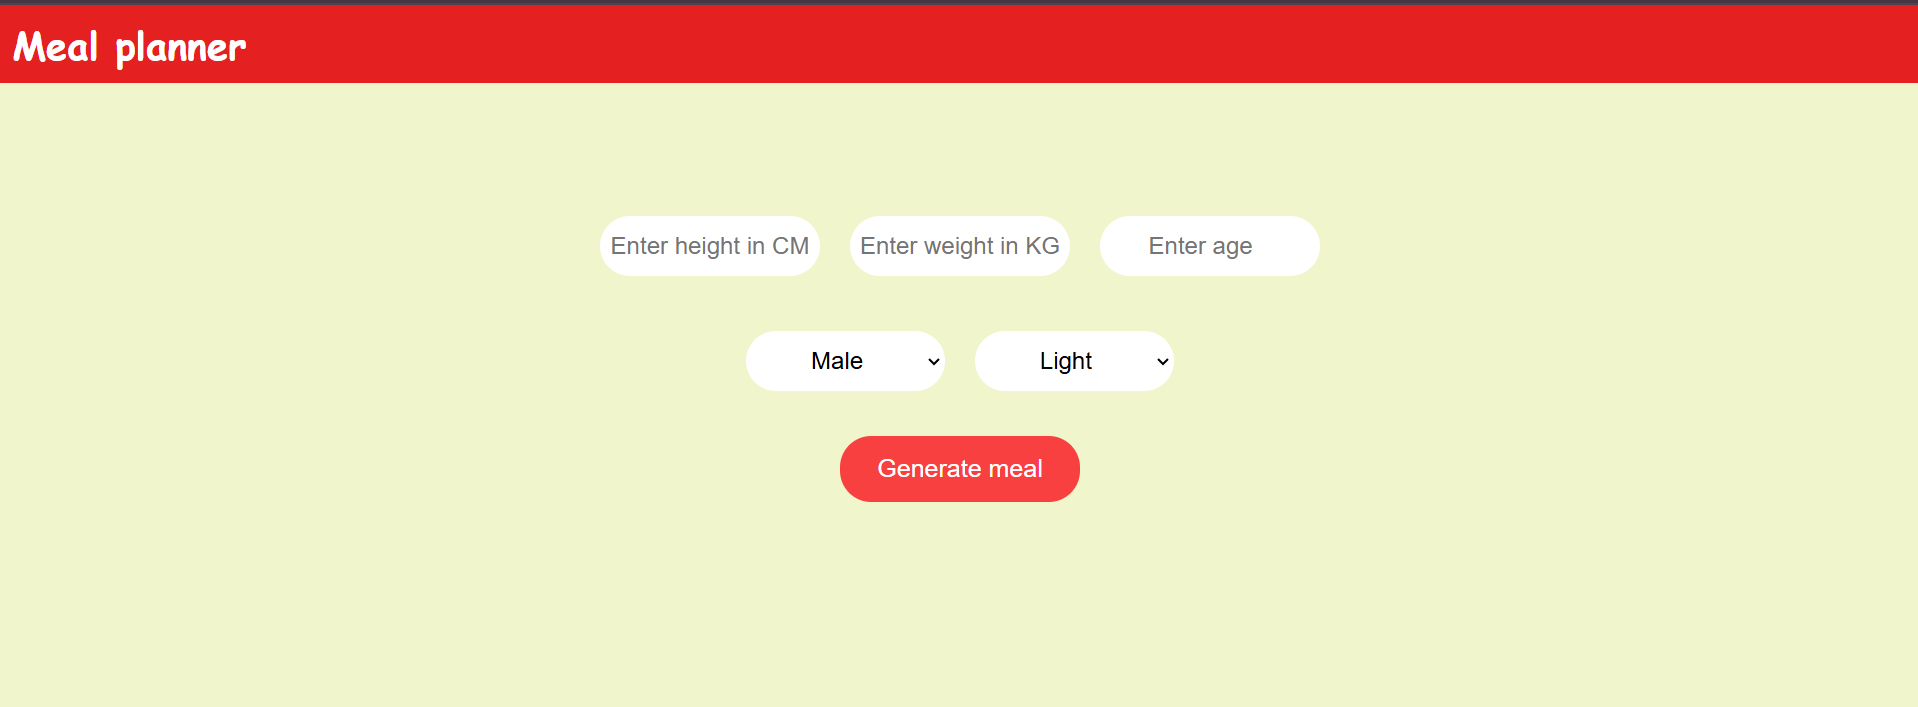 Meal planner
Enter height in CM Enter weight in KG Enter age
Male Light
Generate meal